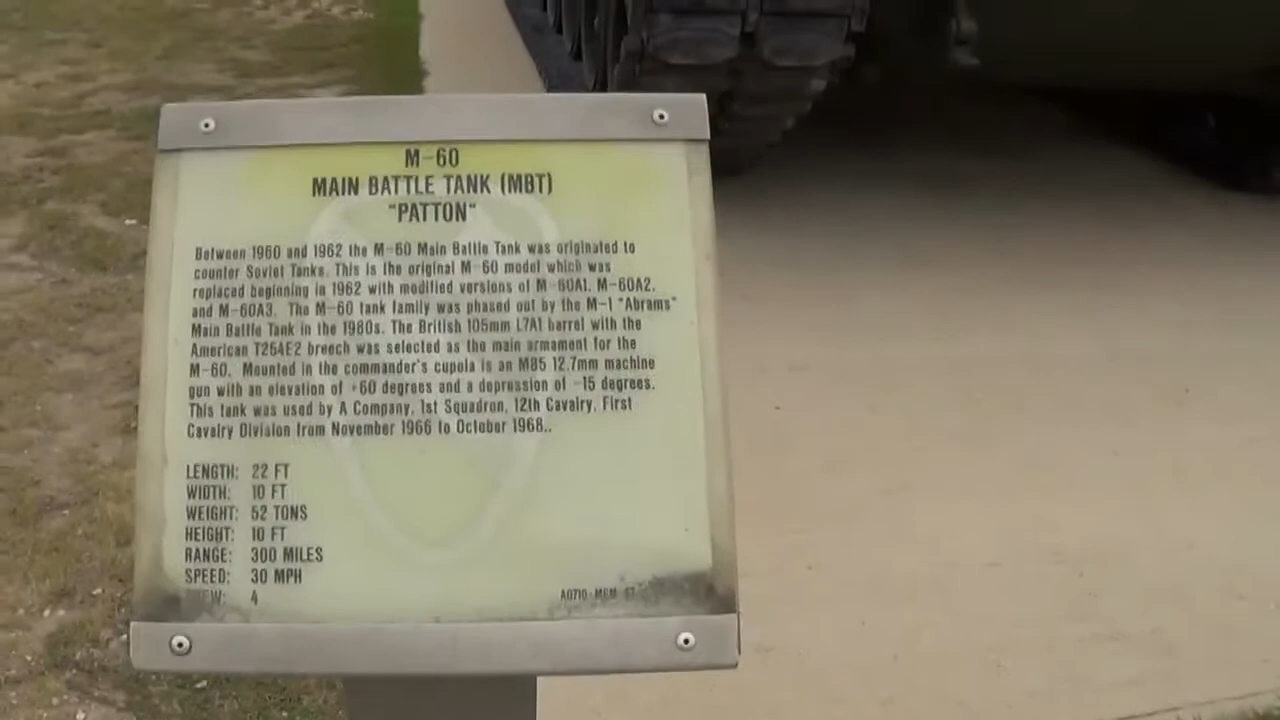 M-60
MAIN BATTLE TANK (MBT)
"PATTON"
Between 1960 and 1962 the M-60 Main Battle Tank was originated to
counter Soviet Tanks. This is the original M-60 model which was
replaced beginning in 1962 with modified versions of M-60A1, M-60A2,
and M-60A3. The M-60 tank family was phased out by the M-1 "Abrams"
Main Battle Tank in the 1980s. The British 105mm L7A1 barrel with the
American T254E2 breech was selected as the main armament for the
M-60. Mounted in the commander's cupola is an M85 12.7mm machine
gun with an elevation of +60 degrees and a depression of -15 degrees.
This tank was used by A Company, 1st Squadron, 12th Cavalry, First
Cavalry Division from November 1966 to October 1968..
LENGTH: 22 FT
WIDTH: 10 FT
WEIGHT: 52 TONS
HEIGHT: 10 FT
RANGE: 300 MILES
SPEED: 30 MPH
4